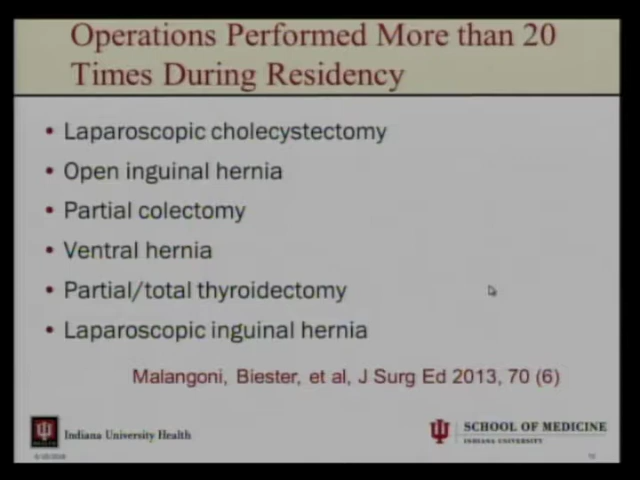 Operations Performed More than 20
Times During Residency
• Laparoscopic cholecystectomy
• Open inguinal hernia
• Partial colectomy
• Ventral hernia
• Partial/total thyroidectomy
• Laparoscopic inguinal hernia
Malangoni, Biester, et al, J Surg Ed 2013, 70 (6)
Indiana University Health
SCHOOL OF MEDICINE
INDIANA UNIVERSITY